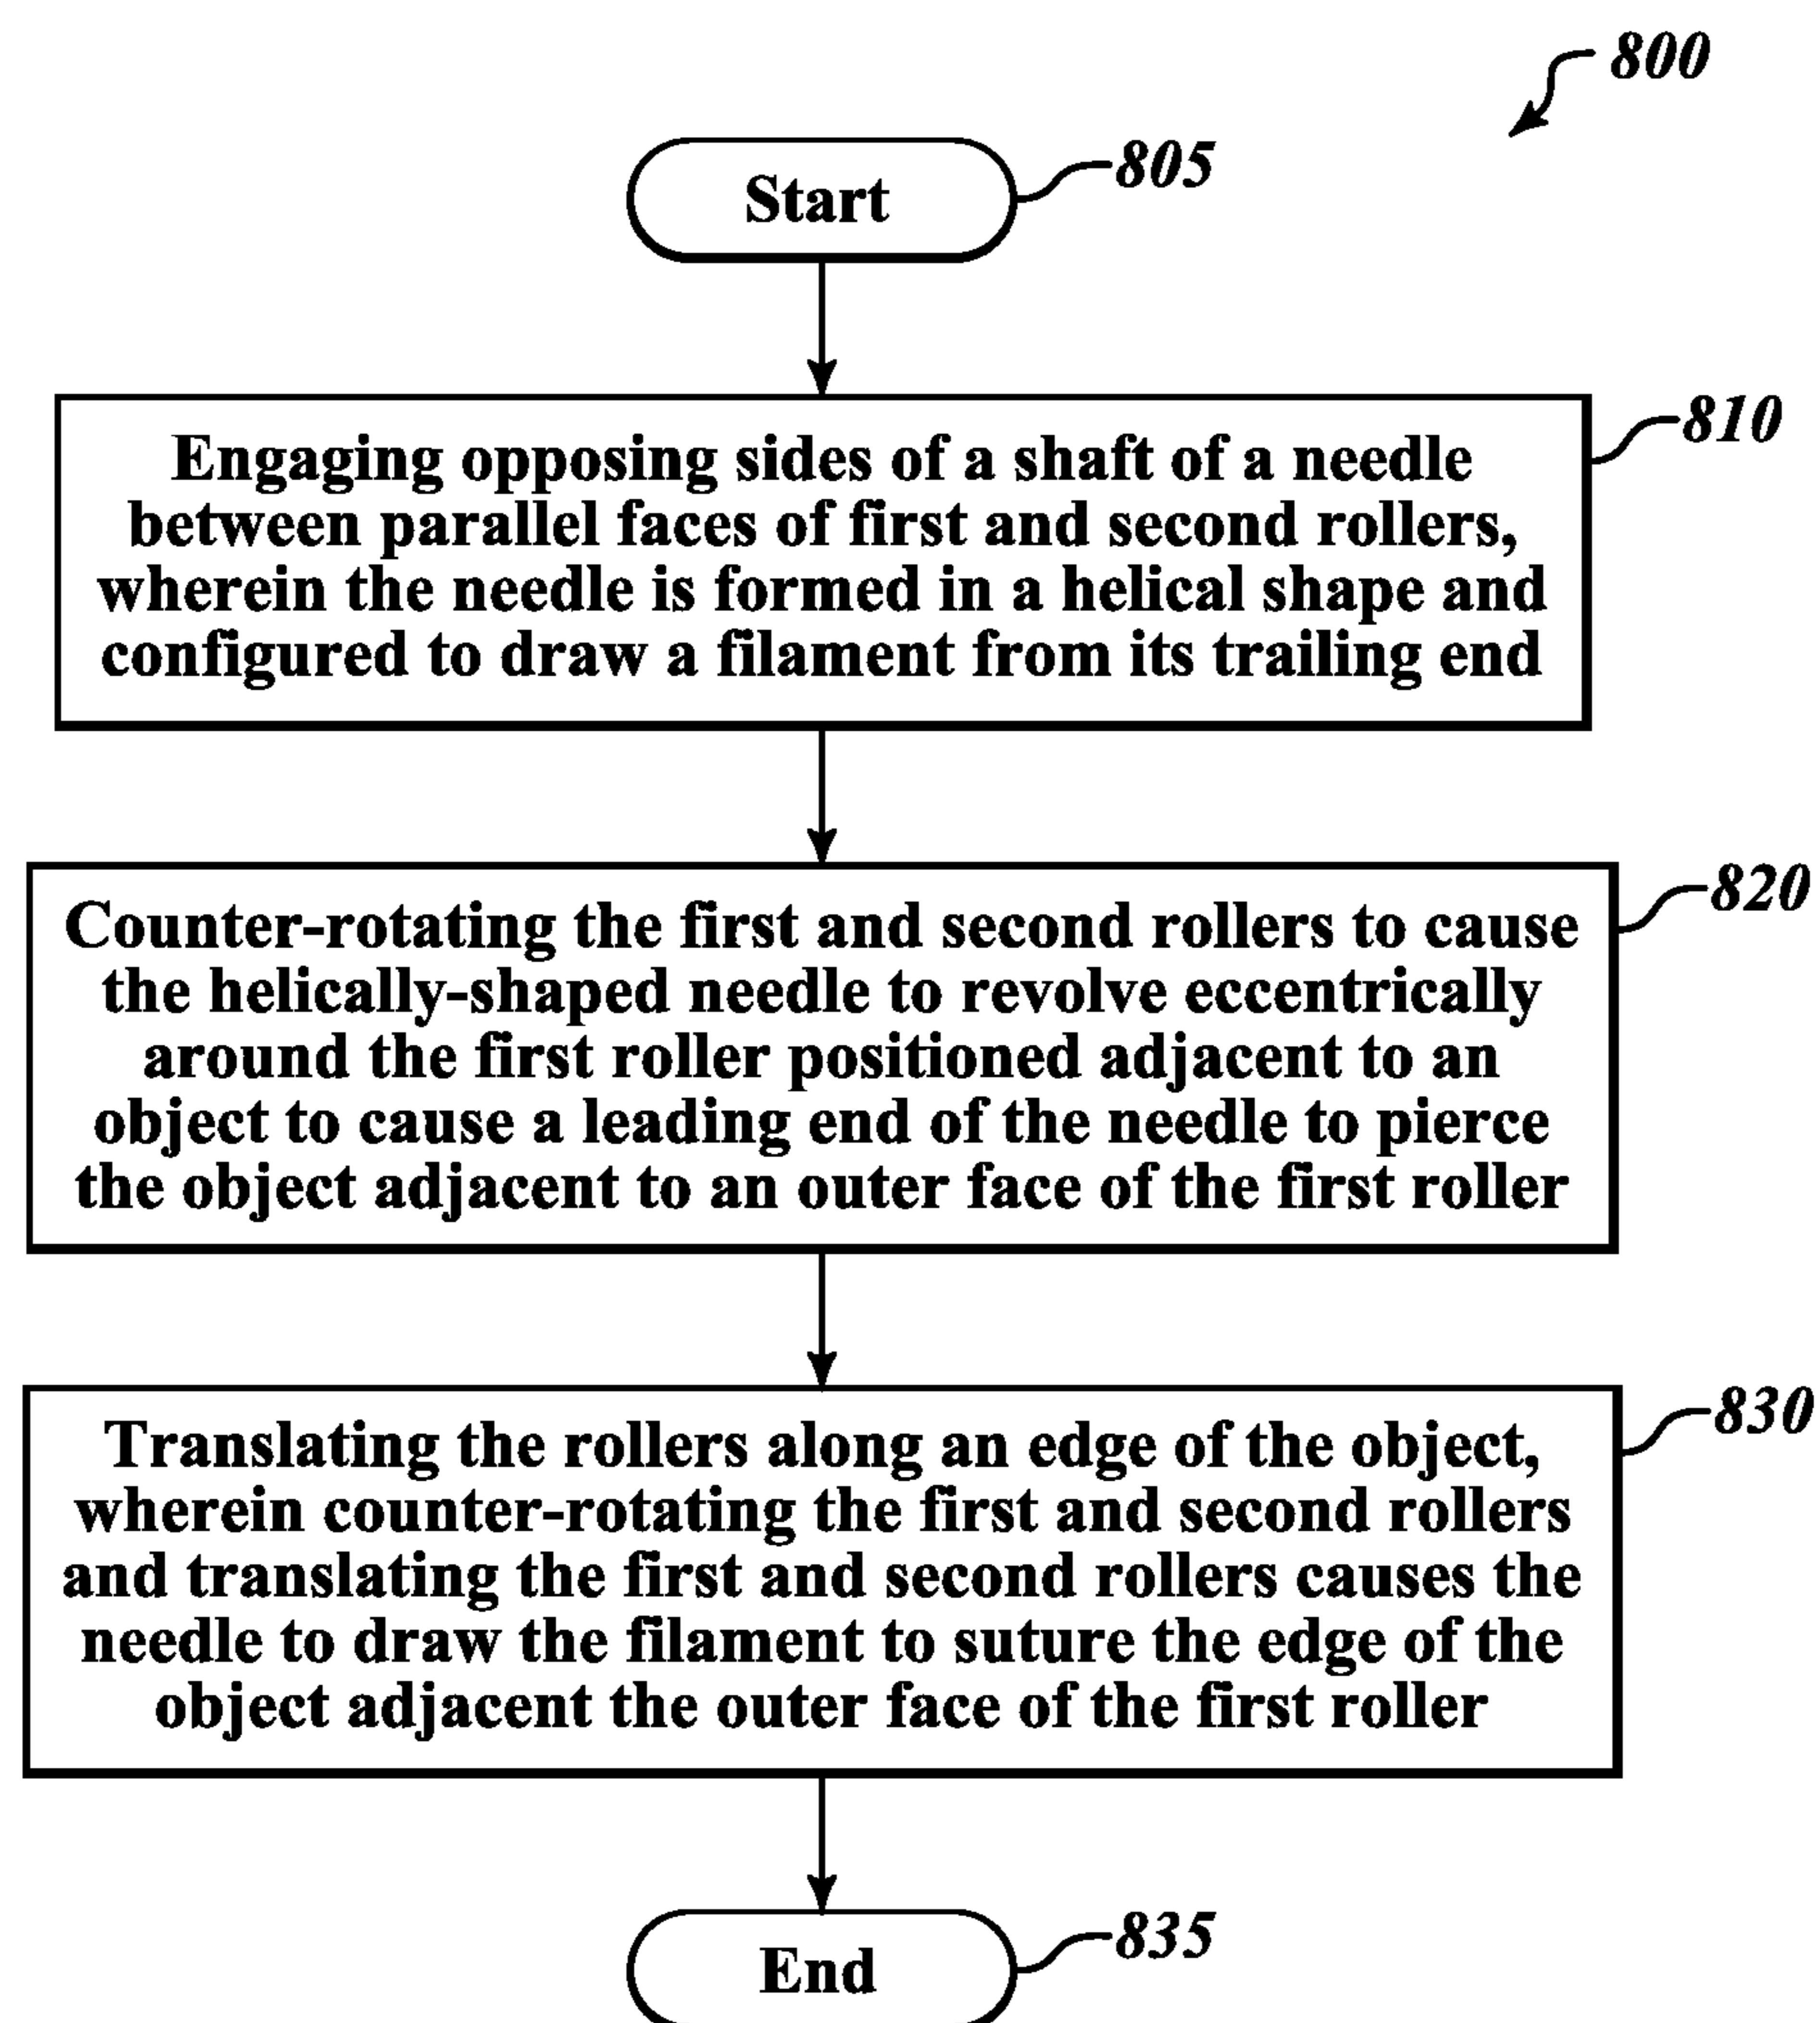 800
Start
805
810
Engaging opposing sides of a shaft of a needle
between parallel faces of first and second rollers,
wherein the needle is formed in a helical shape and
configured to draw a filament from its trailing end
820
Counter-rotating the first and second rollers to cause
the helically-shaped needle to revolve eccentrically
around the first roller positioned adjacent to an
object to cause a leading end of the needle to pierce
the object adjacent to an outer face of the first roller
830
Translating the rollers along an edge of the object,
wherein counter-rotating the first and second rollers
and translating the first and second rollers causes the
needle to draw the filament to suture the edge of the
object adjacent the outer face of the first roller
835
End